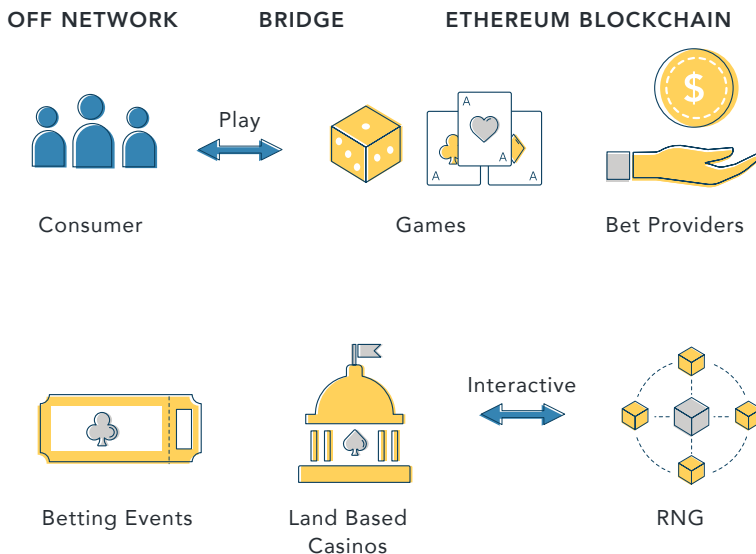 OFF NETWORK
BRIDGE
ETHEREUM BLOCKCHAIN
$
Play
A
A
A
A
Consumer
Games
Bet Providers
Interactive
Betting Events
Land Based
Casinos
RNG